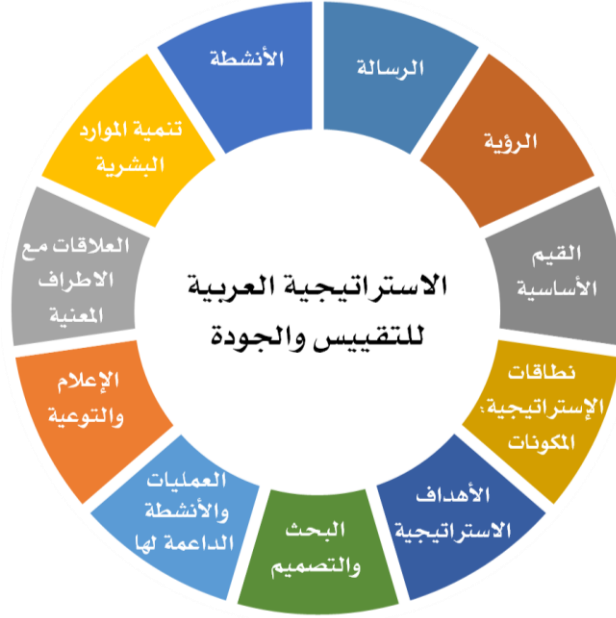 الاستراتيجية العربية
للتقييس والجودة
الرسالة
الرؤية
القيم
الأساسية
نطاقات
الإستراتيجية؛
المكونات
الأهداف
الاستراتيجية
البحث
والتصميم
العمليات
والأنشطة
الداعمة لها
الإعلام
والتوعية
العلاقات مع
الاطراف
المعنية
تنمية الموارد
البشرية
الأنشطة